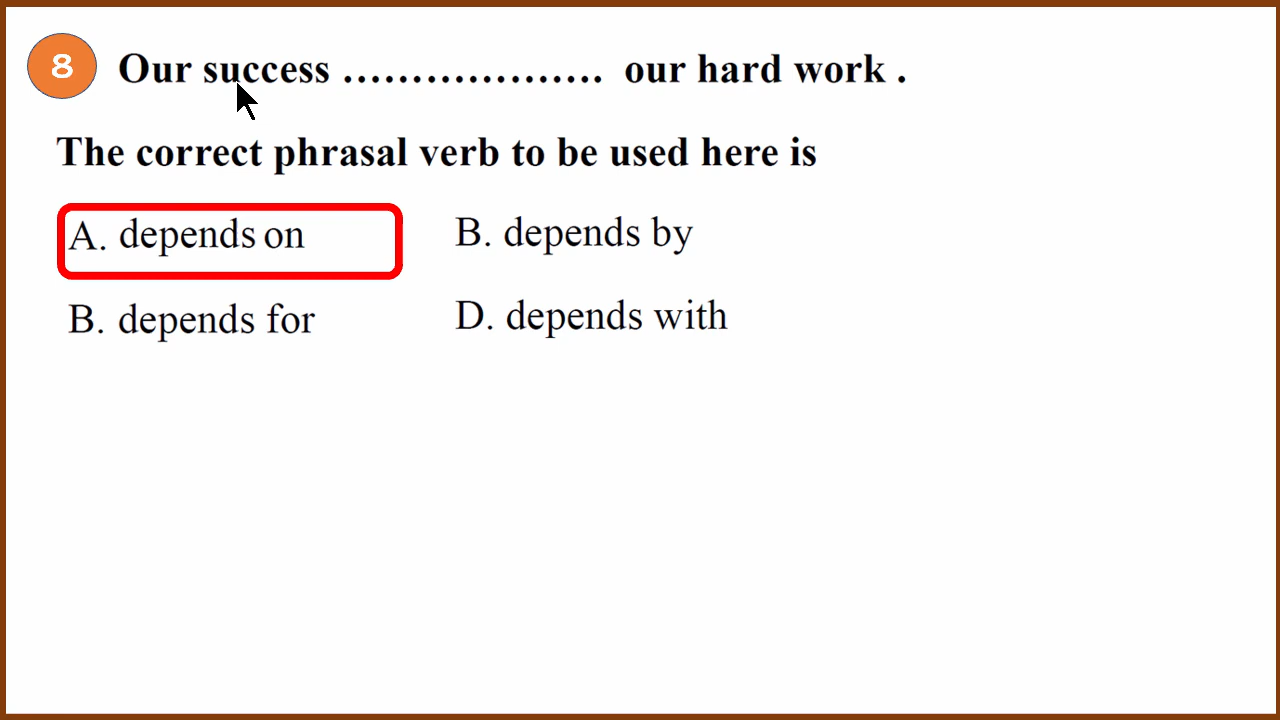 8 Our success .................... our hard work .
The correct phrasal verb to be used here is
A. depends on B. depends by
B. depends for D. depends with